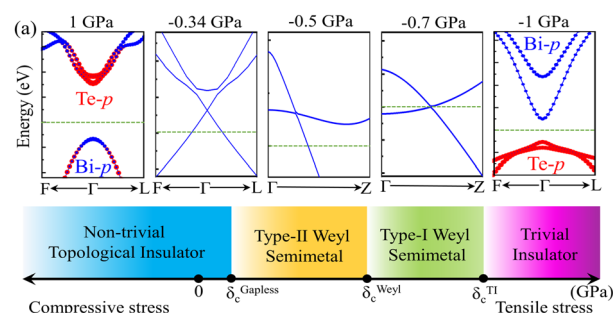 (a)
1 GPa
-0.34 GPa
-0.5 GPa
-0.7 GPa
-1 GPa
Energy (eV)
Te-p
Bi-p
Bi-p
Te-p
F Γ L
F Γ L
Γ Z
Γ Z
F Γ L
Non-trivial
Topological Insulator
Type-II Weyl
Semimetal
Type-I Weyl
Semimetal
Trivial
Insulator
0
δc Gapless
δc Weyl
δc TI
(GPa)
Compressive stress
Tensile stress